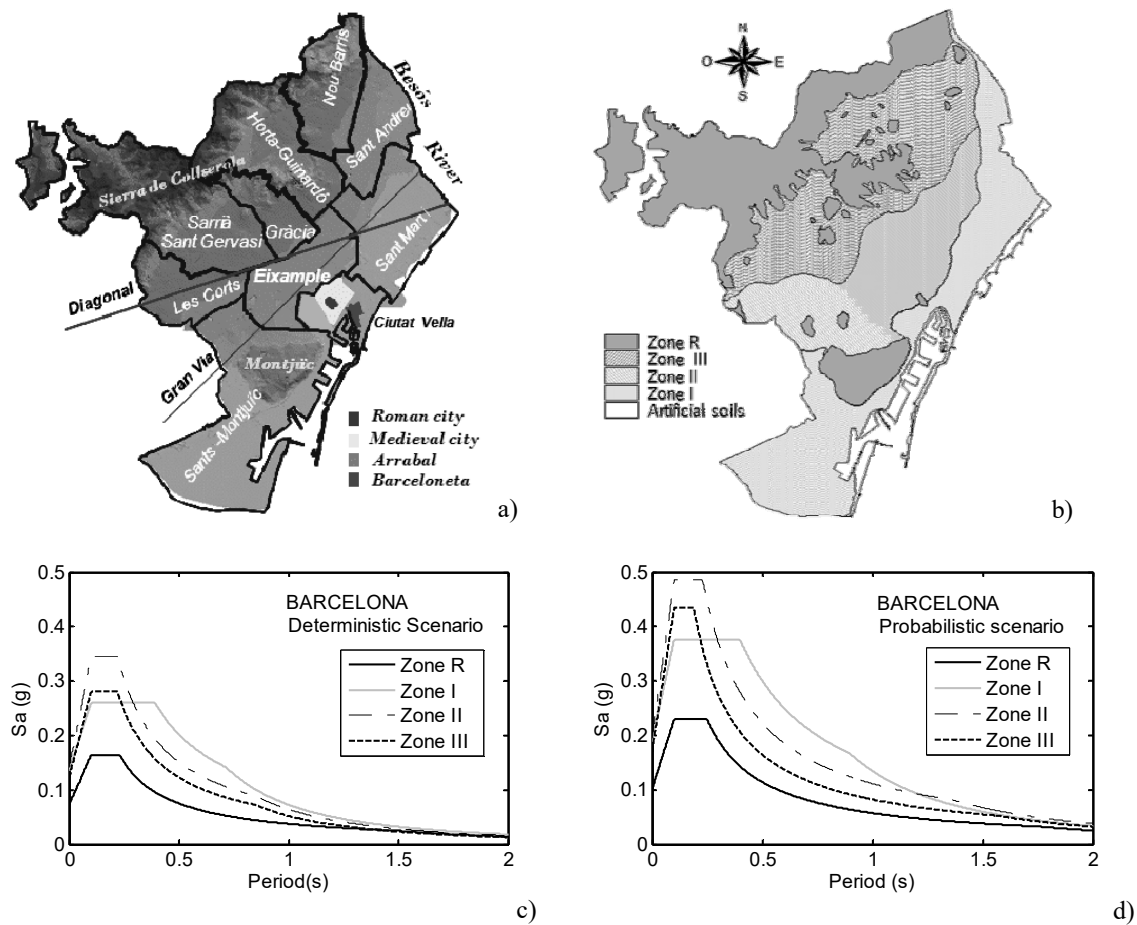 Nou Barris
Besós
River
Sant Andreu
Horta-Guinardó
Sierra de Collserola
Sarrià
Sant Gervasi
Gràcia
Sant Martí
Eixample
Diagonal
Les Corts
Ciutat Vella
Gran Via
Montjüic
Sants -Montjuïc
Roman city
Medieval city
Arrabal
Barceloneta
a)
N
O
E
S
Zone R
Zone III
Zone II
Zone I
Artificial soils
b)
0.5
0.4
0.3
0.2
0.1
0
Sa (g)
BARCELONA
Deterministic Scenario
Zone R
Zone I
Zone II
Zone III
0 0.5 1 1.5 2
Period(s)
c)
0.5
0.4
0.3
0.2
0.1
0
Sa (g)
BARCELONA
Probabilistic scenario
Zone R
Zone I
Zone II
Zone III
0 0.5 1 1.5 2
Period (s)
d)